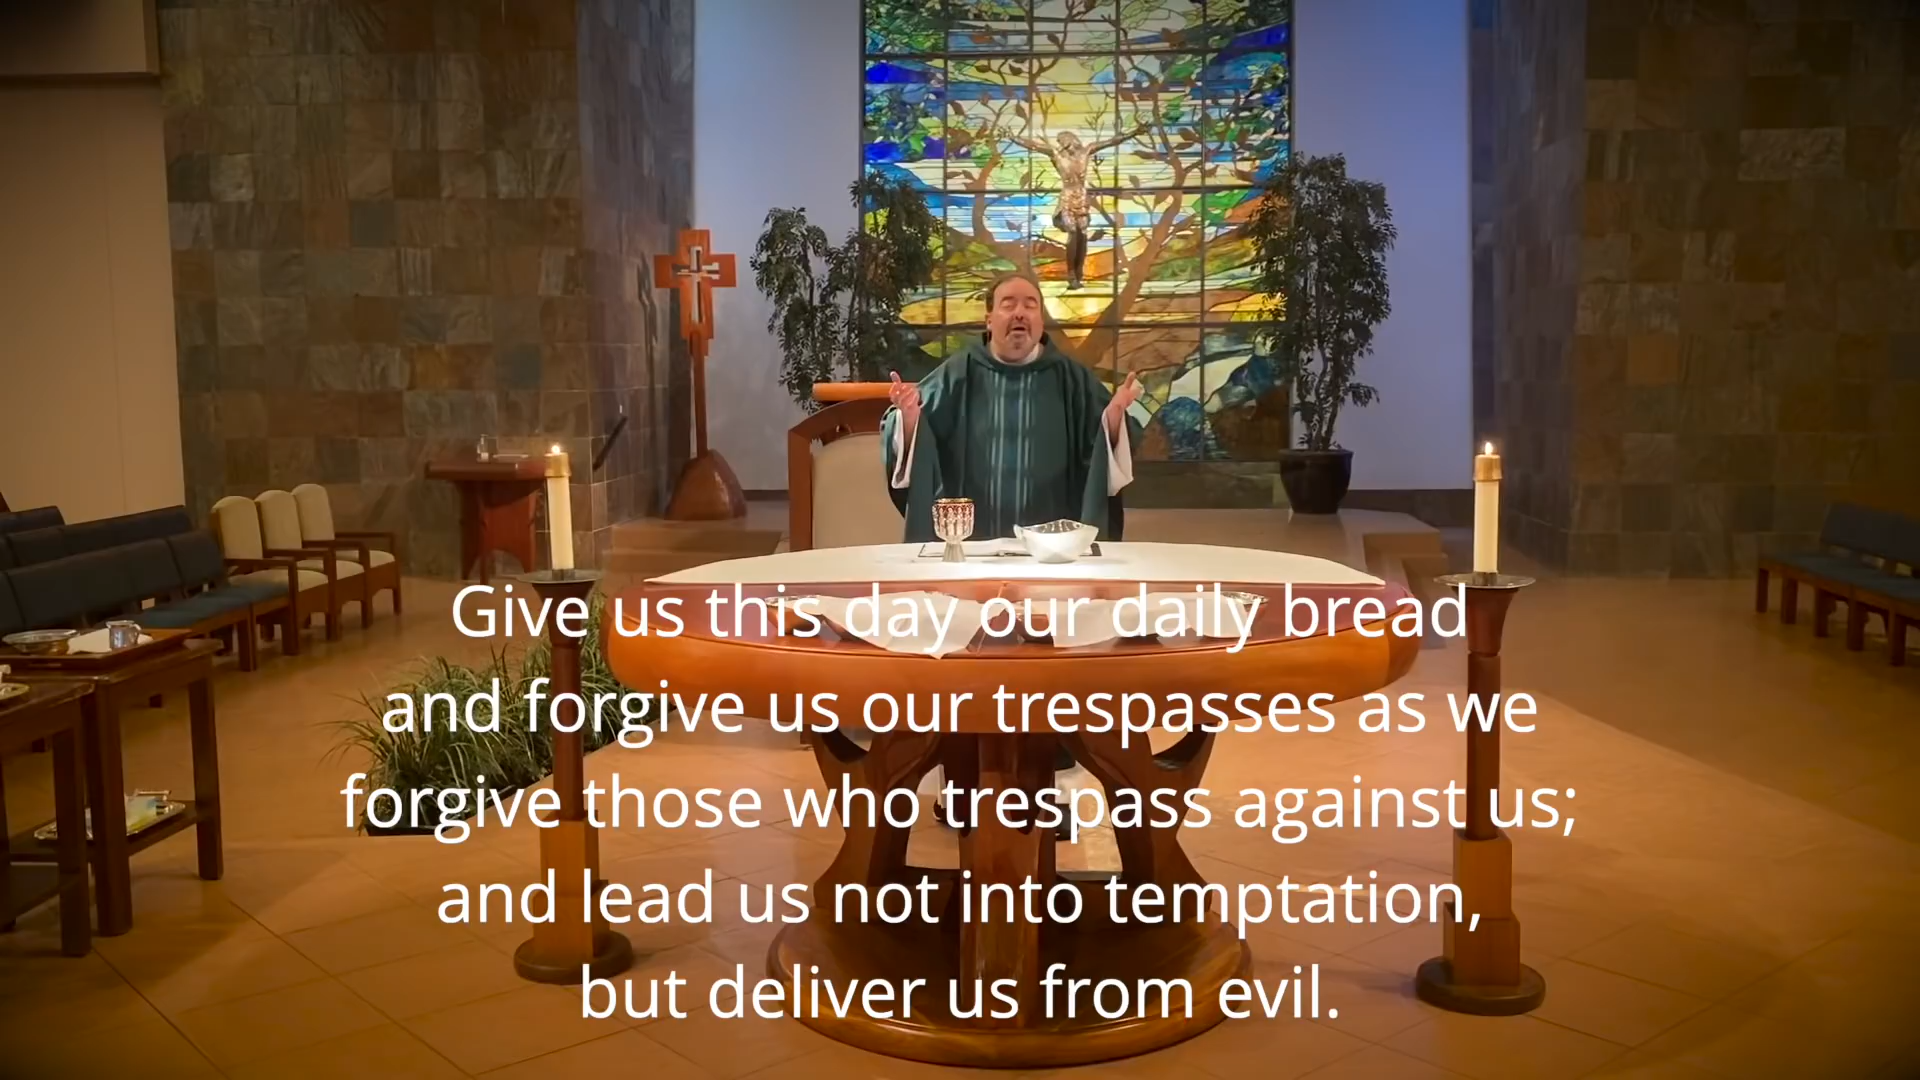 Give us this day our daily bread
and forgive us our trespasses as we
forgive those who trespass against us;
and lead us not into temptation,
but deliver us from evil.